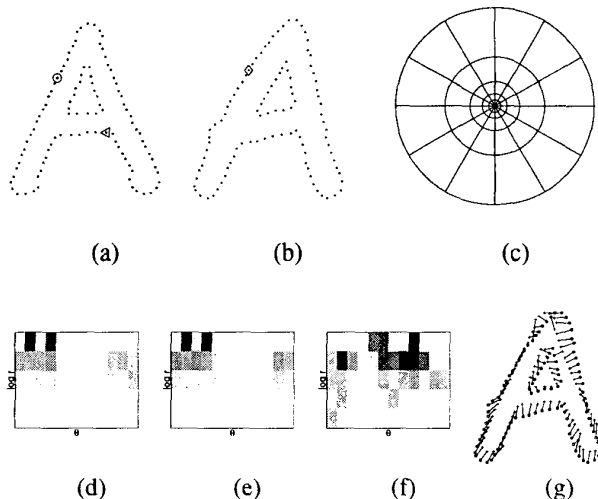 (a) (b) (c)
log r log r log r
θ θ θ
(d) (e) (f) (g)